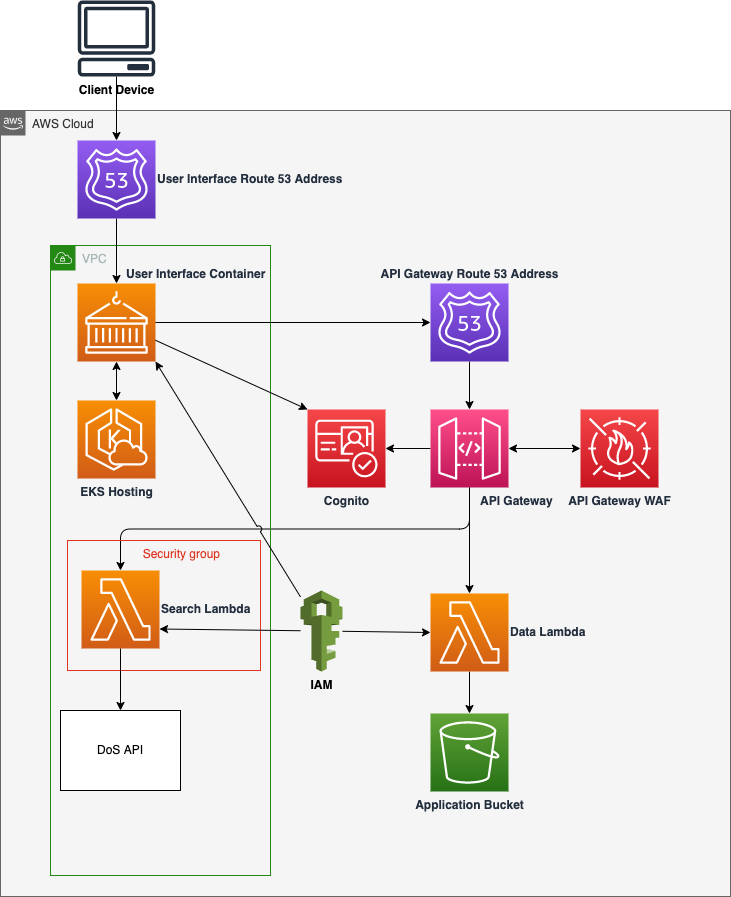 Client Device
aws
AWS Cloud
53
User Interface Route 53 Address
VPC
User Interface Container
API Gateway Route 53 Address
53
</>
K
EKS Hosting
Cognito
API Gateway
API Gateway WAF
Security group
Search Lambda
Data Lambda
IAM
DoS API
Application Bucket